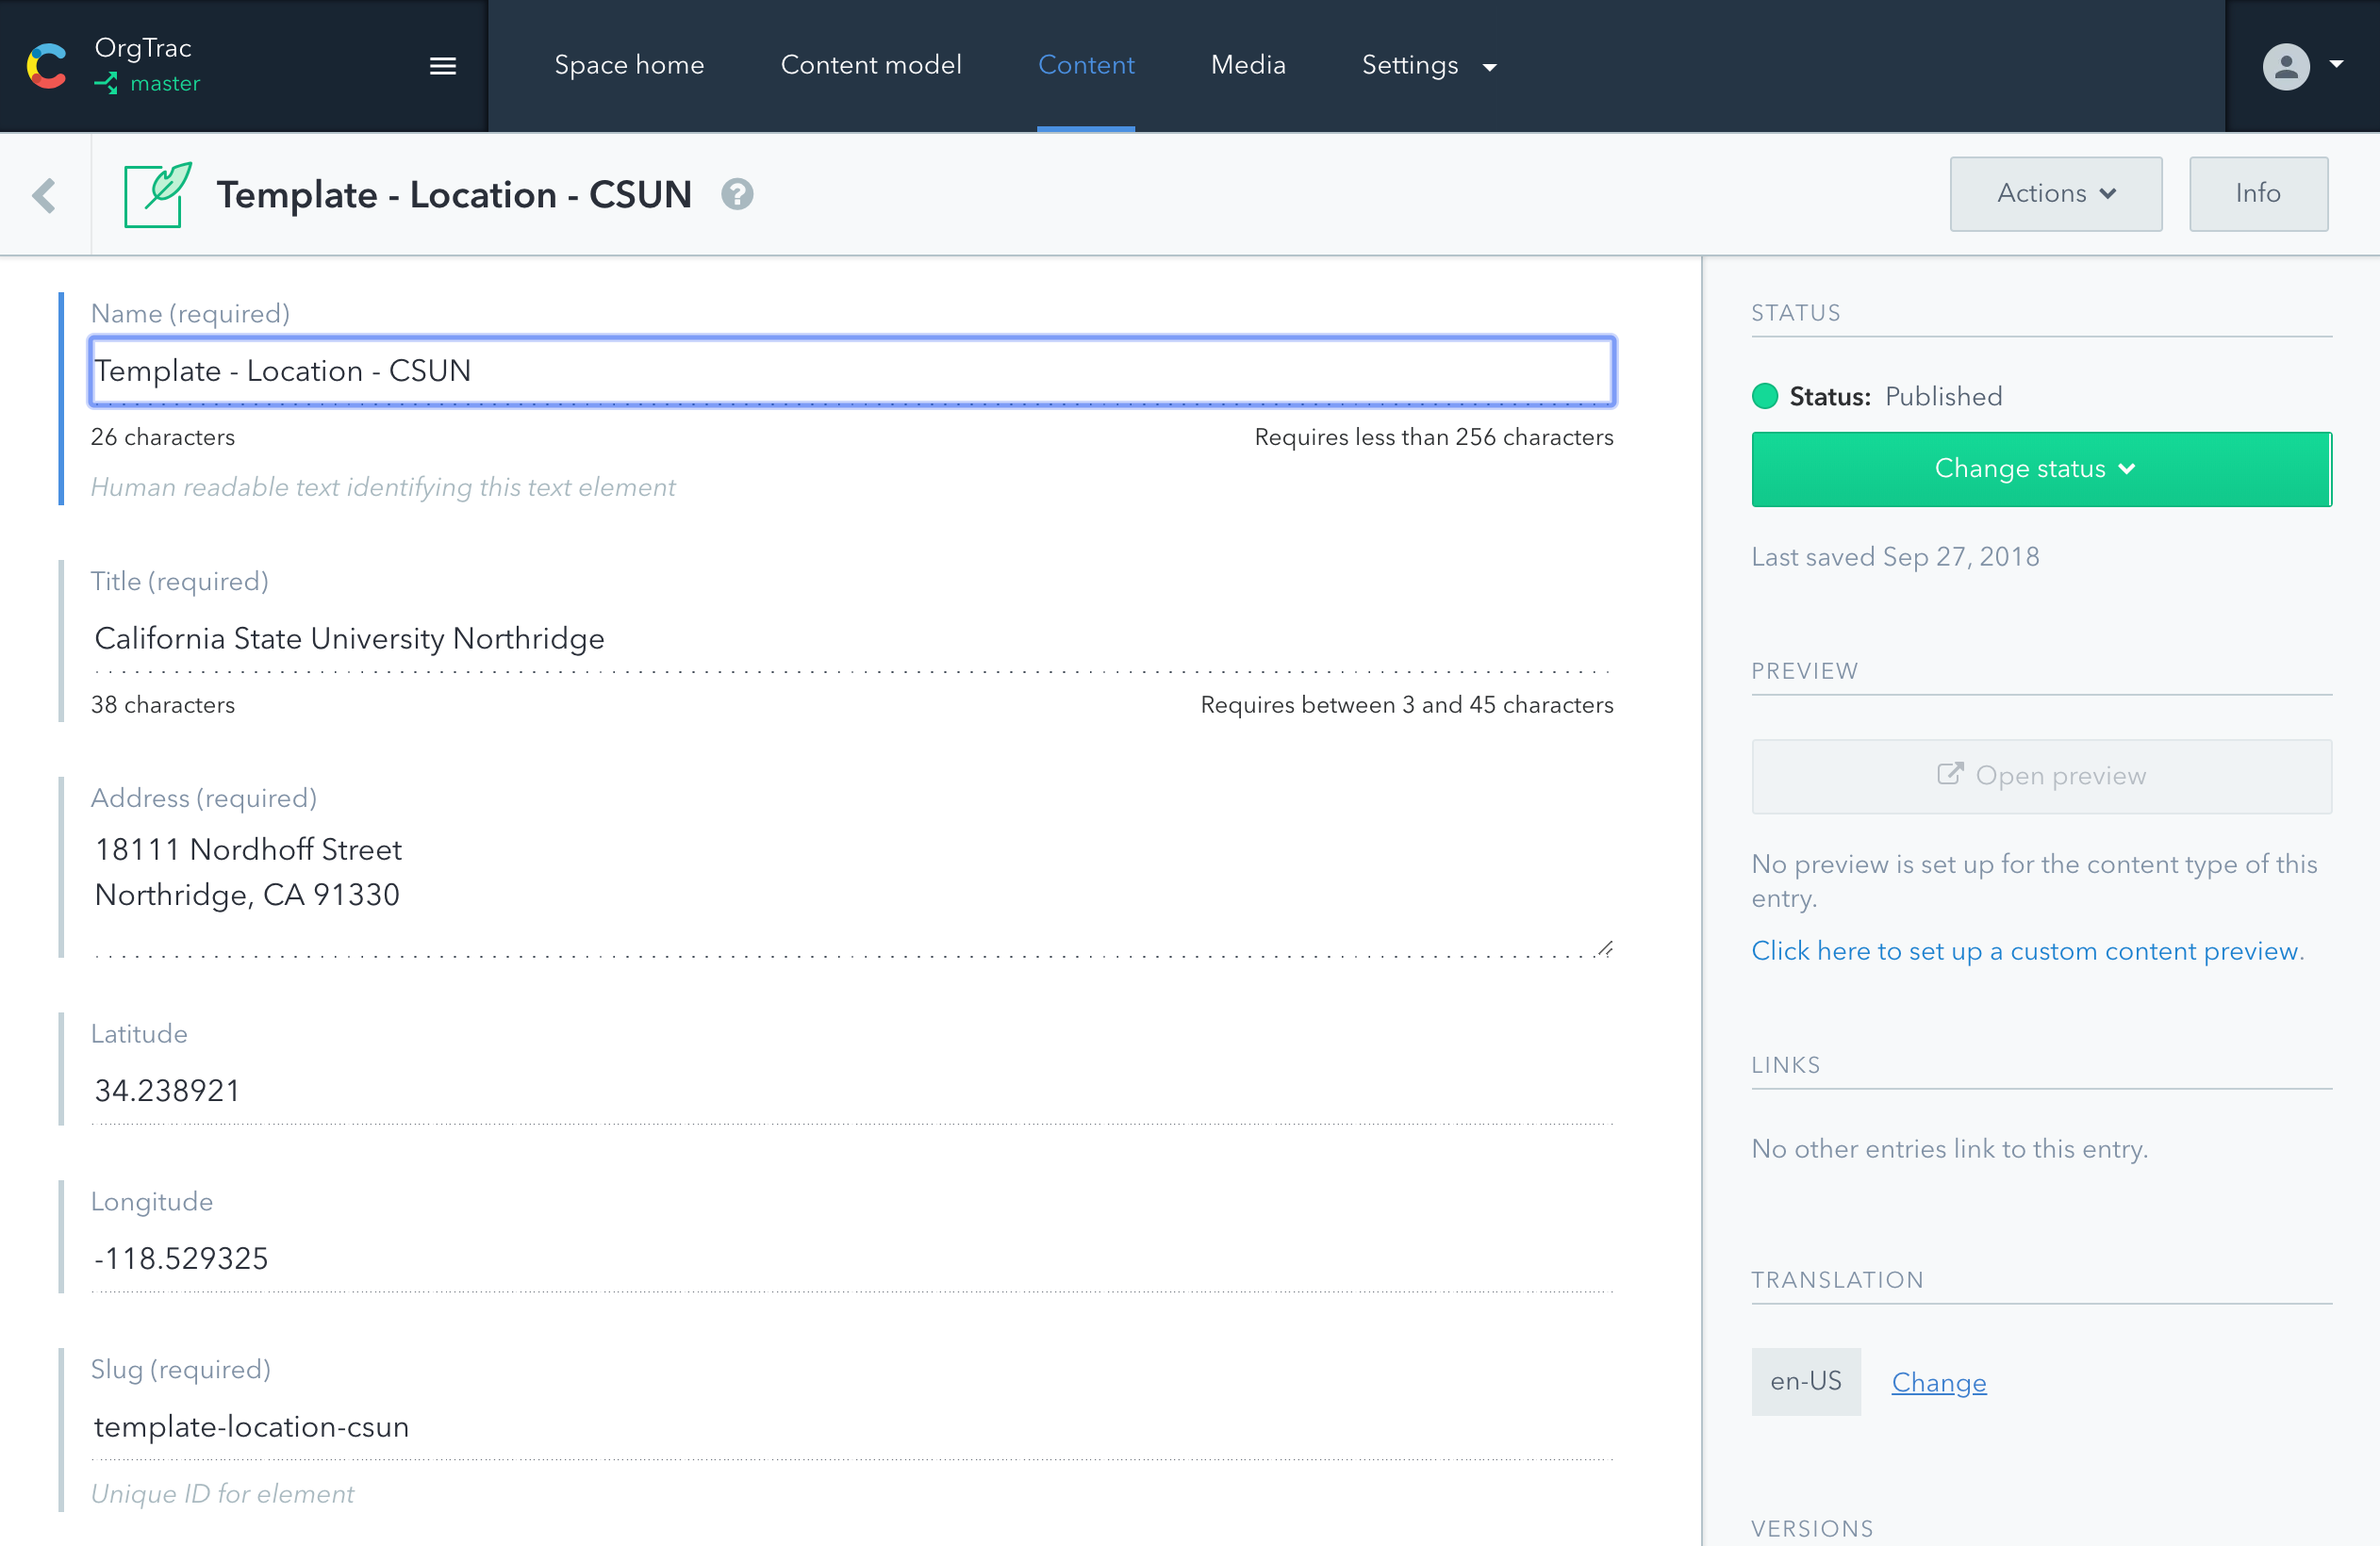 OrgTrac
master
Space home
Content model
Content
Media
Settings
Template - Location - CSUN
?
Actions
Info
Name (required)
Template - Location - CSUN
26 characters
Requires less than 256 characters
Human readable text identifying this text element
Title (required)
California State University Northridge
38 characters
Requires between 3 and 45 characters
Address (required)
18111 Nordhoff Street
Northridge, CA 91330
Latitude
34.238921
Longitude
-118.529325
Slug (required)
template-location-csun
Unique ID for element
STATUS
Status: Published
Change status
Last saved Sep 27, 2018
PREVIEW
Open preview
No preview is set up for the content type of this
entry.
Click here to set up a custom content preview.
LINKS
No other entries link to this entry.
TRANSLATION
en-US
Change
VERSIONS